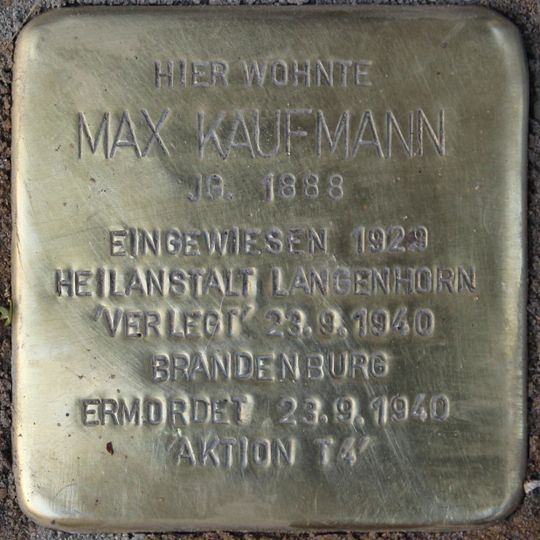 HIER WOHNTE
MAX KAUFMANN
JG. 1888
EINGEWIESEN 1929
HEILANSTALT LANGENHORN
'VERLEGT' 23.9.1940
BRANDENBURG
ERMORDET 23.9.1940
'AKTION T4'